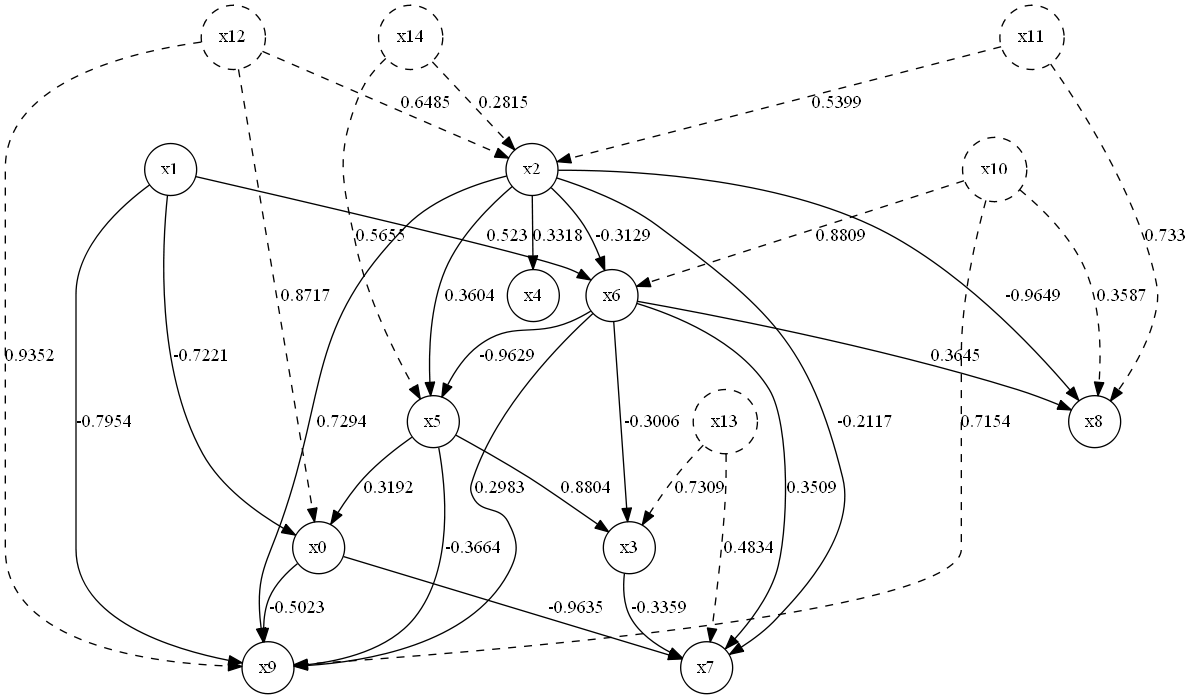 x12 x14 x11
0.6485 0.2815 0.5399
x1 x2 x10
0.5655 0.523 0.3318 -0.3129 0.8809 0.733
0.8717 x4 x6 -0.9649 0.3587
0.3604
0.9352 -0.7221 -0.9629 0.3645
-0.7954 0.7294 x5 -0.3006 x13 -0.2117 0.7154 x8
0.3192 0.2983 0.8804 0.7309 0.3509
x0 -0.3664 x3 0.4834
-0.5023 -0.9635 -0.3359
x9 x7